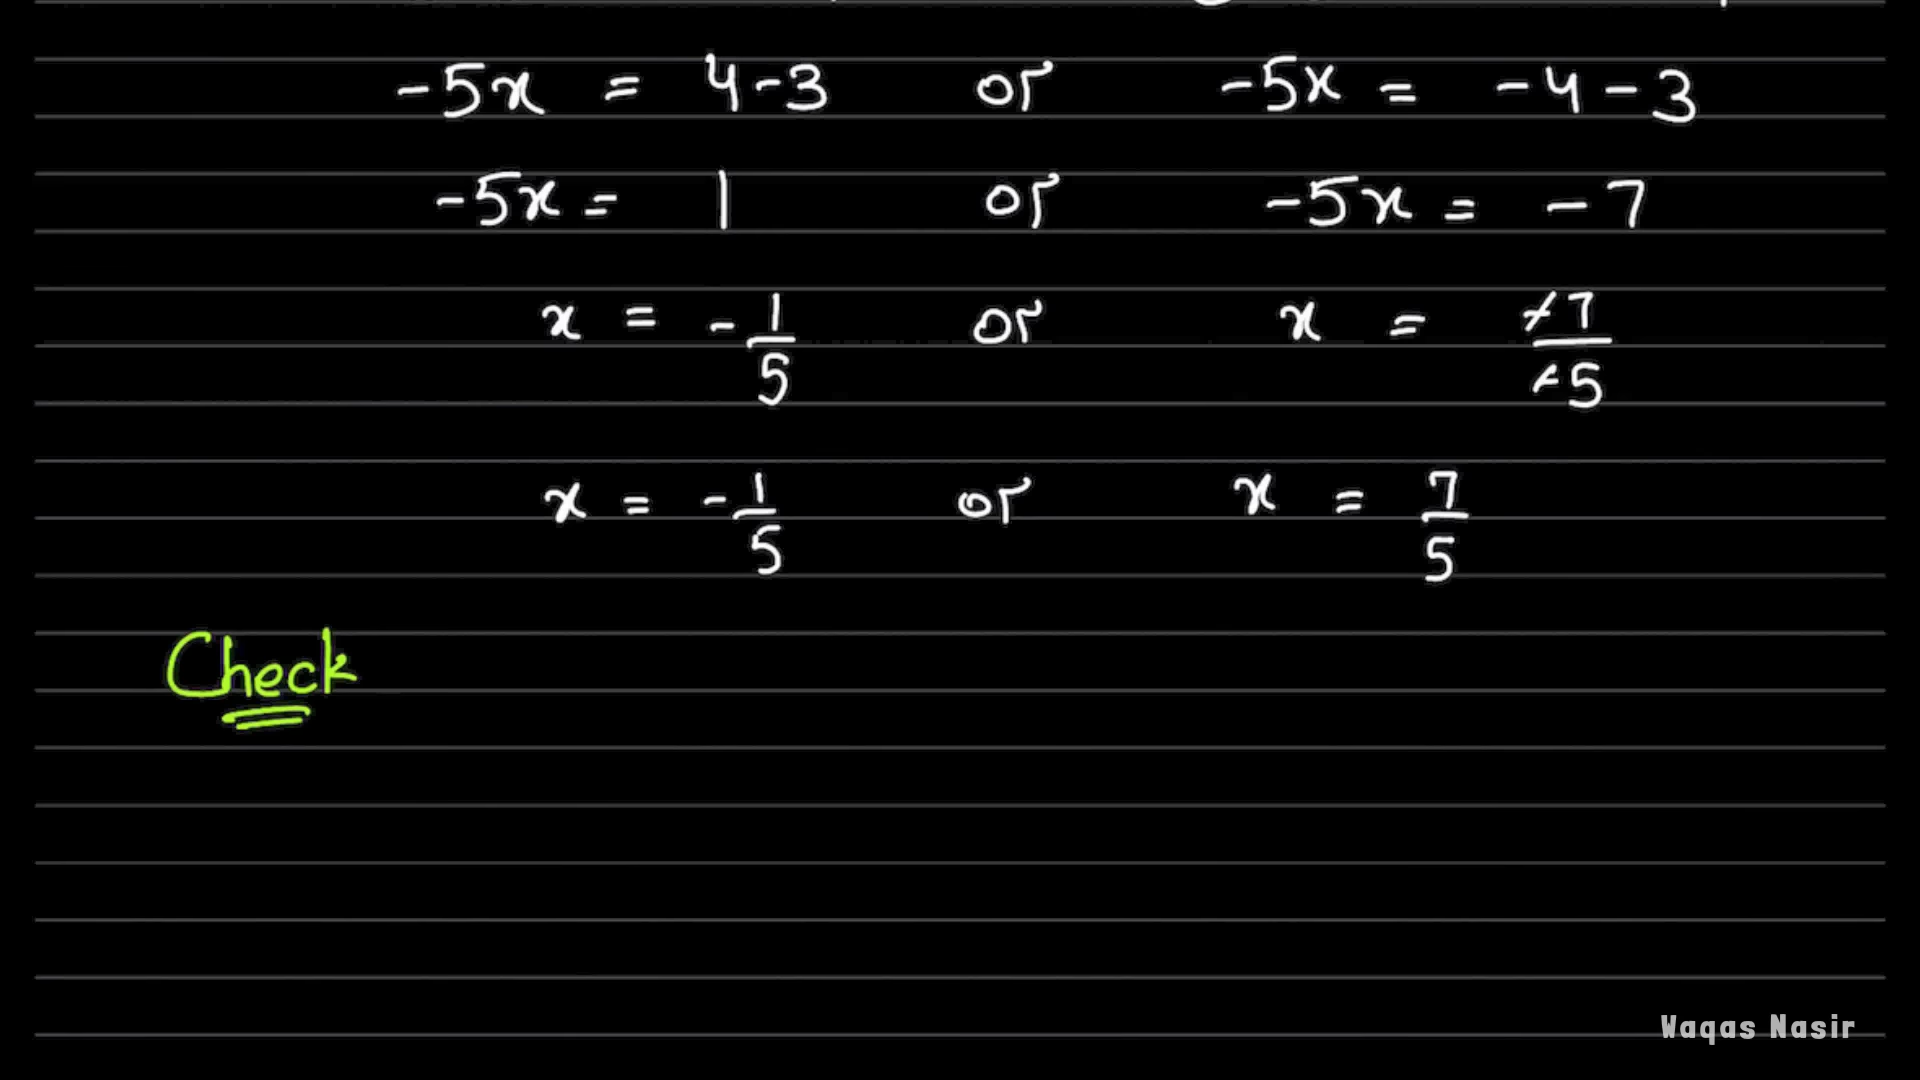 -5x = 4-3 or -5x = -4-3
-5x = 1 or -5x = -7
x = -1/5 or x = -7/-5
x = -1/5 or x = 7/5
Check
Waqas Nasir